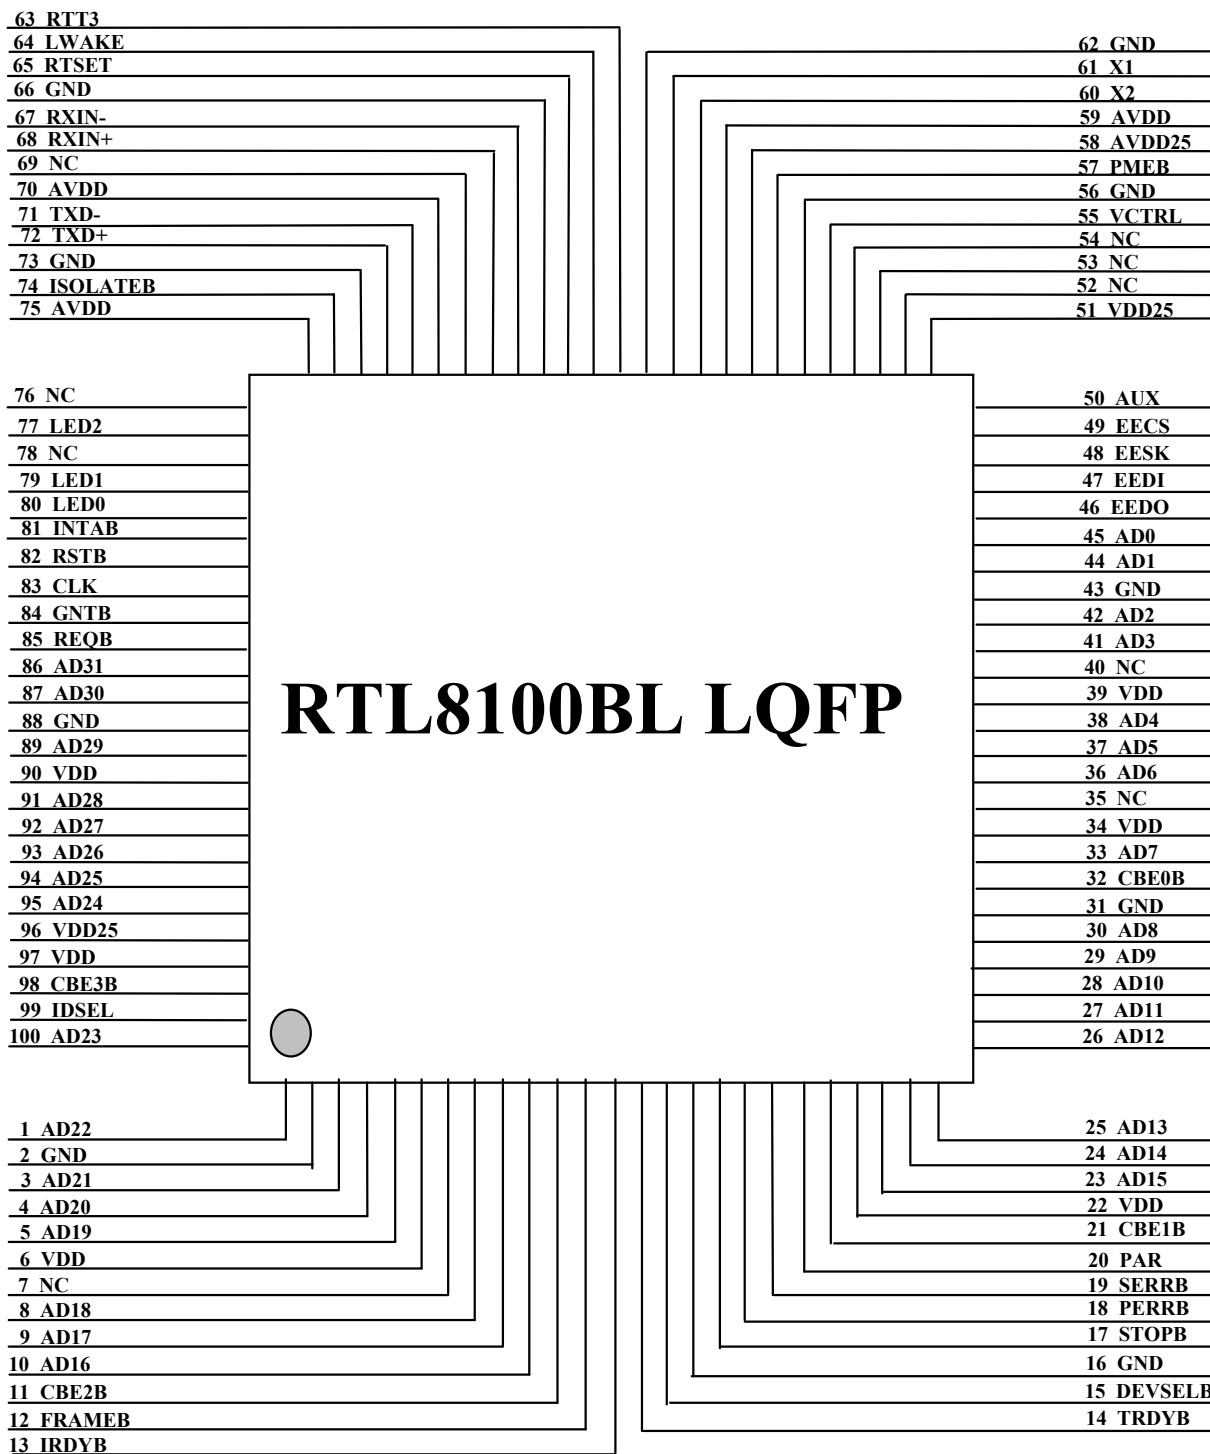 63 RTT3
64 LWAKE
65 RTSET
66 GND
67 RXIN-
68 RXIN+
69 NC
70 AVDD
71 TXD-
72 TXD+
73 GND
74 ISOLATEB
75 AVDD
62 GND
61 X1
60 X2
59 AVDD
58 AVDD25
57 PMEB
56 GND
55 VCTRL
54 NC
53 NC
52 NC
51 VDD25
76 NC
77 LED2
78 NC
79 LED1
80 LED0
81 INTAB
82 RSTB
83 CLK
84 GNTB
85 REQB
86 AD31
87 AD30
88 GND
89 AD29
90 VDD
91 AD28
92 AD27
93 AD26
94 AD25
95 AD24
96 VDD25
97 VDD
98 CBE3B
99 IDSEL
100 AD23
RTL8100BL LQFP
50 AUX
49 EECS
48 EESK
47 EEDI
46 EEDO
45 AD0
44 AD1
43 GND
42 AD2
41 AD3
40 NC
39 VDD
38 AD4
37 AD5
36 AD6
35 NC
34 VDD
33 AD7
32 CBE0B
31 GND
30 AD8
29 AD9
28 AD10
27 AD11
26 AD12
1 AD22
2 GND
3 AD21
4 AD20
5 AD19
6 VDD
7 NC
8 AD18
9 AD17
10 AD16
11 CBE2B
12 FRAMEB
13 IRDYB
25 AD13
24 AD14
23 AD15
22 VDD
21 CBE1B
20 PAR
19 SERRB
18 PERRB
17 STOPB
16 GND
15 DEVSELB
14 TRDYB